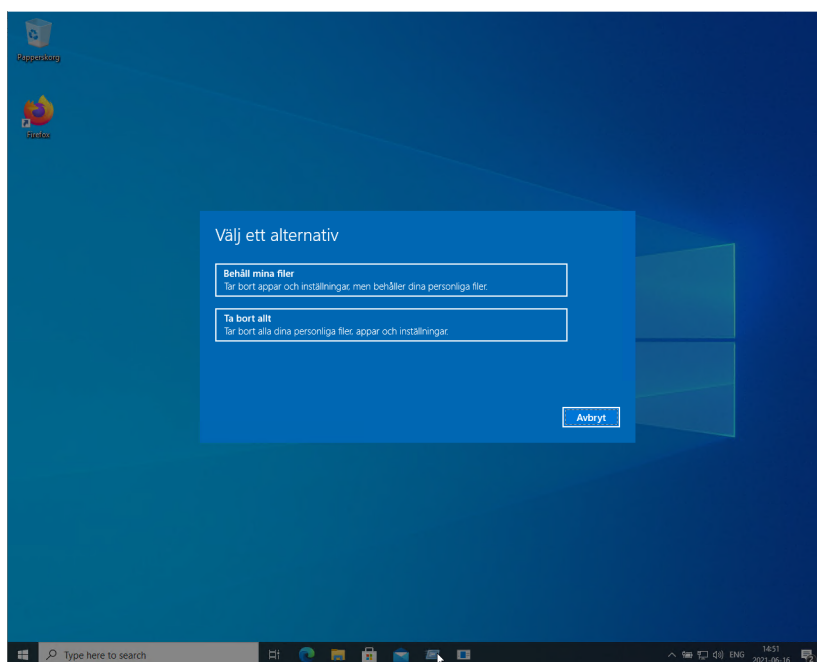 Papperskorg
Firefox
Välj ett alternativ
Behåll mina filer
Tar bort appar och inställningar, men behåller dina personliga filer.
Ta bort allt
Tar bort alla dina personliga filer, appar och inställningar.
Avbryt
Type here to search
ENG
14:51
2021-06-16
2